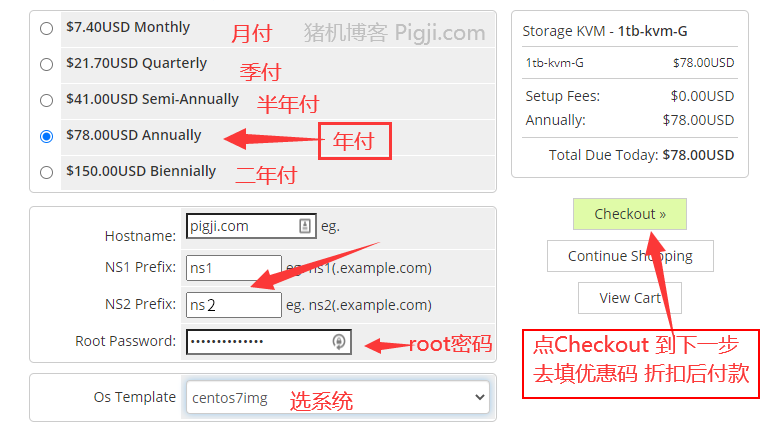 $7.40USD Monthly 月付 猪机博客 Pigji.com
$21.70USD Quarterly 季付
$41.00USD Semi-Annually 半年付
$78.00USD Annually 年付
$150.00USD Biennially 二年付
Hostname: pigji.com eg.
NS1 Prefix: ns1 eg. ns1(.example.com)
NS2 Prefix: ns2 eg. ns2(.example.com)
Root Password: •••••••••••••• root密码
Os Template centos7img 选系统
Storage KVM - 1tb-kvm-G
1tb-kvm-G $78.00USD
Setup Fees: $0.00USD
Annually: $78.00USD
Total Due Today: $78.00USD
Checkout »
Continue Shopping
View Cart
点Checkout 到下一步
去填优惠码 折扣后付款